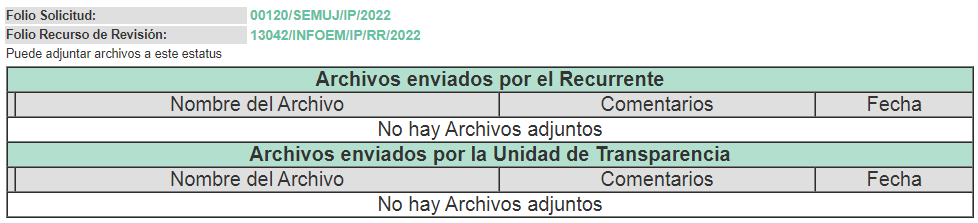 Folio Solicitud: 00120/SEMUJ/IP/2022
Folio Recurso de Revisión: 13042/INFOEM/IP/RR/2022
Puede adjuntar archivos a este estatus
Archivos enviados por el Recurrente
Nombre del Archivo Comentarios Fecha
No hay Archivos adjuntos
Archivos enviados por la Unidad de Transparencia
Nombre del Archivo Comentarios Fecha
No hay Archivos adjuntos